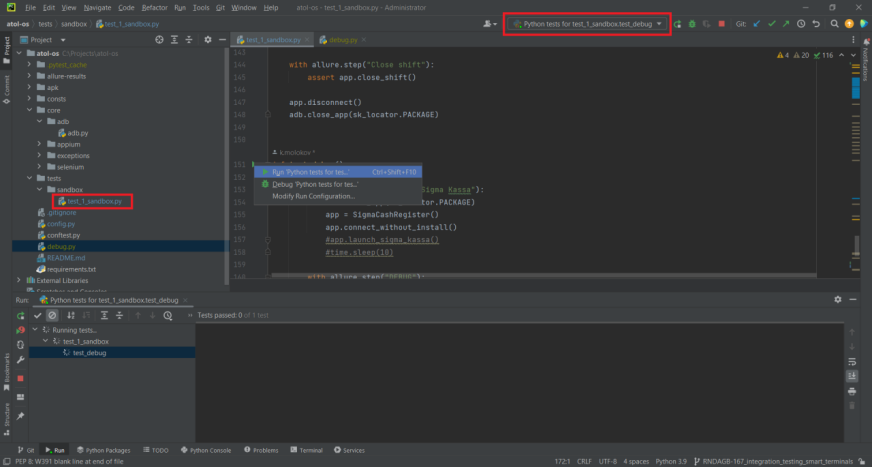 atol-os File Edit View Navigate Code Refactor Run Tools Git Window Help atol-os - test_1_sandbox.py - Administrator
atol-os tests sandbox test_1_sandbox.py Python tests for test_1_sandbox.test_debug Git:
Project
test_1_sandbox.py debug.py
atol-os C:\Projects\atol-os
.pytest_cache
allure-results
apk
consts
core
adb
adb.py
appium
exceptions
selenium
tests
sandbox
test_1_sandbox.py
.gitignore
config.py
conftest.py
debug.py
README.md
requirements.txt
External Libraries
Scratches and Consoles
Project
Commit
Bookmarks
Structure
Notifications
4 20 116
143
144 with allure.step("Close shift"):
145 assert app.close_shift()
146
147 app.disconnect()
148 adb.close_app(sk_locator.PACKAGE)
149
150
k.molokov
151
Run 'Python tests for tes...' Ctrl+Shift+F10
Debug 'Python tests for tes...'
Modify Run Configuration...
153 Sigma Kassa"):
154 tor.PACKAGE)
155 app = SigmaCashRegister()
156 app.connect_without_install()
157 #app.launch_sigma_kassa()
158 #time.sleep(10)
159
160 with allure.step("DEBUG"):
Run: Python tests for test_1_sandbox.test_debug
Tests passed: 0 of 1 test
Running tests...
test_1_sandbox
test_debug
Git Run Python Packages TODO Python Console Problems Terminal Services
PEP 8: W391 blank line at end of file 172:1 CRLF UTF-8 4 spaces Python 3.9 RNDAGB-167_integration_testing_smart_terminals